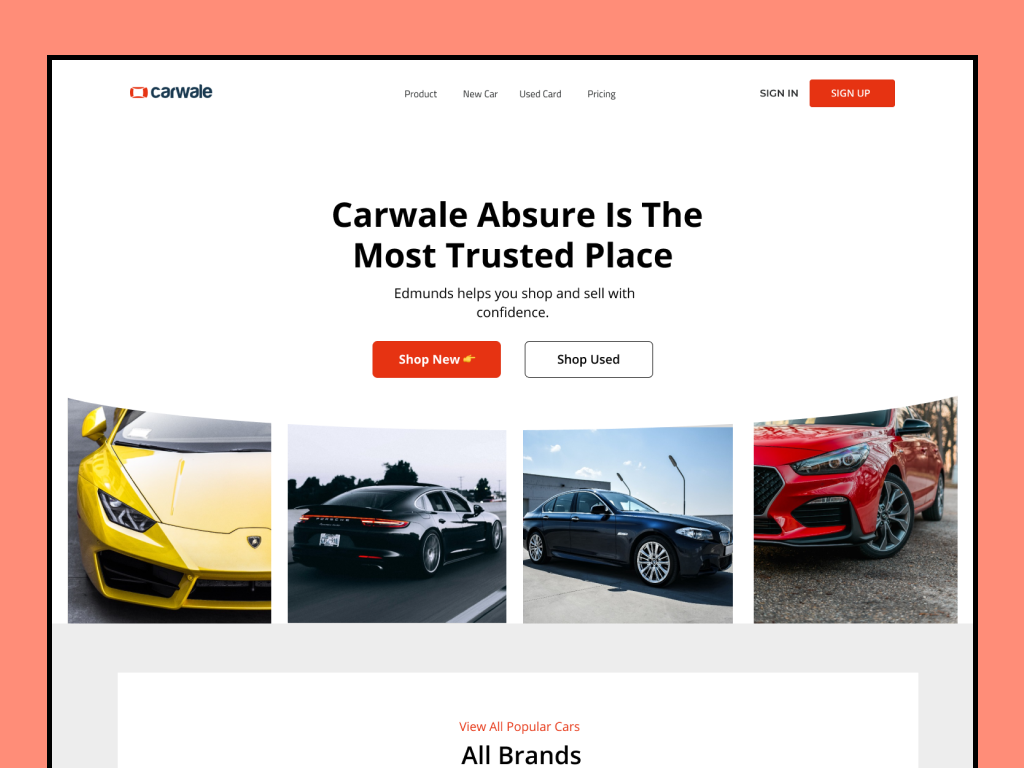 carwale
Product New Car Used Card Pricing
SIGN IN SIGN UP
Carwale Absure Is The
Most Trusted Place
Edmunds helps you shop and sell with
confidence.
Shop New 👉 Shop Used
PORSCHE
View All Popular Cars
All Brands